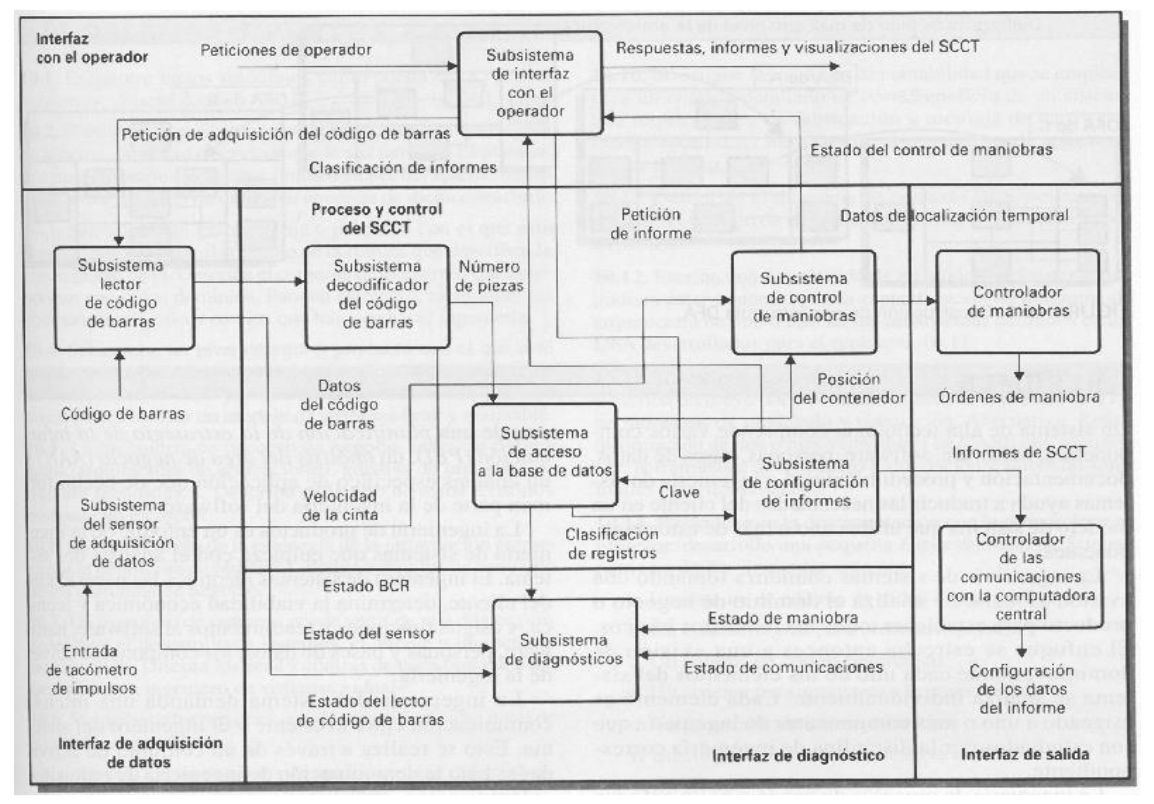 Interfaz
con el operador
Peticiones de operador
Subsistema
de interfaz
con el
operador
Respuestas, informes y visualizaciones del SCCT
Petición de adquisición del código de barras
Clasificación de informes
Estado del control de maniobras
Proceso y control
del SCCT
Petición
de informe
Datos de localización temporal
Subsistema
lector
de código
de barras
Subsistema
decodificador
del código
de barras
Número
de piezas
Subsistema
de control
de maniobras
Controlador
de maniobras
Código de barras
Datos
del código
de barras
Subsistema
de acceso
a la base de datos
Posición
del contenedor
Órdenes de maniobra
Subsistema
de configuración
de informes
Informes de SCCT
Subsistema
del sensor
de adquisición
de datos
Velocidad
de la
Clave
Clasificación
de registros
Controlador
de las
comunicaciones
con la computadora
central
Estado BCR
Estado del sensor
Subsistema
de diagnósticos
Estado de maniobra
Estado de comunicaciones
Entrada
de tacómetro
de impulsos
Estado del lector
de código de barras
Configuración
de los datos
del informe
Interfaz de adquisición
de datos
Interfaz de diagnóstico
Interfaz de salida